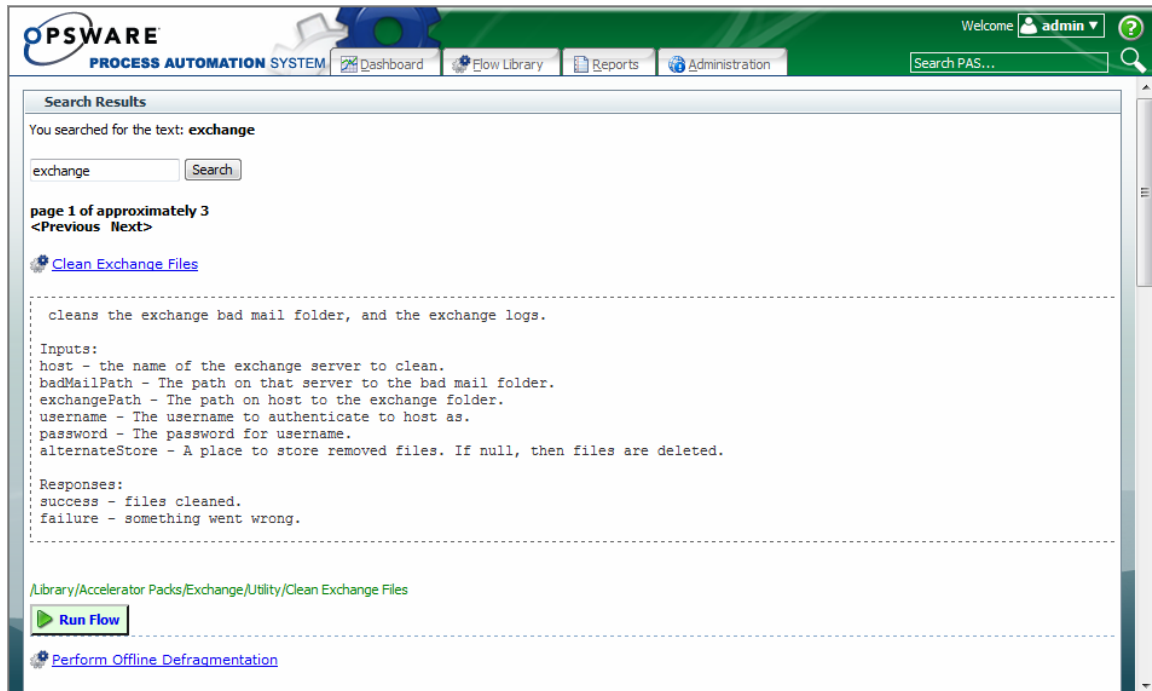 OPSWARE
PROCESS AUTOMATION SYSTEM
Dashboard
Flow Library
Reports
Administration
Welcome admin ▼
?
Search PAS...
Search Results
You searched for the text: exchange
exchange
Search
page 1 of approximately 3
<Previous Next>
Clean Exchange Files
cleans the exchange bad mail folder, and the exchange logs.
Inputs:
host - the name of the exchange server to clean.
badMailPath - The path on that server to the bad mail folder.
exchangePath - The path on host to the exchange folder.
username - The username to authenticate to host as.
password - The password for username.
alternateStore - A place to store removed files. If null, then files are deleted.
Responses:
success - files cleaned.
failure - something went wrong.
/Library/Accelerator Packs/Exchange/Utility/Clean Exchange Files
Run Flow
Perform Offline Defragmentation